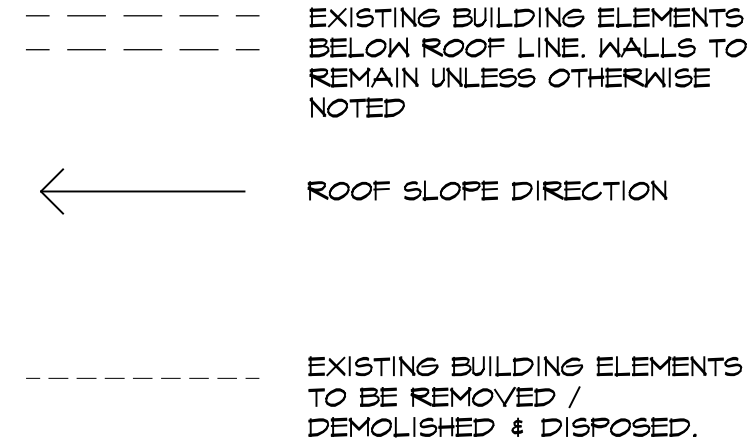 EXISTING BUILDING ELEMENTS
BELOW ROOF LINE. WALLS TO
REMAIN UNLESS OTHERWISE
NOTED
ROOF SLOPE DIRECTION
EXISTING BUILDING ELEMENTS
TO BE REMOVED /
DEMOLISHED & DISPOSED.